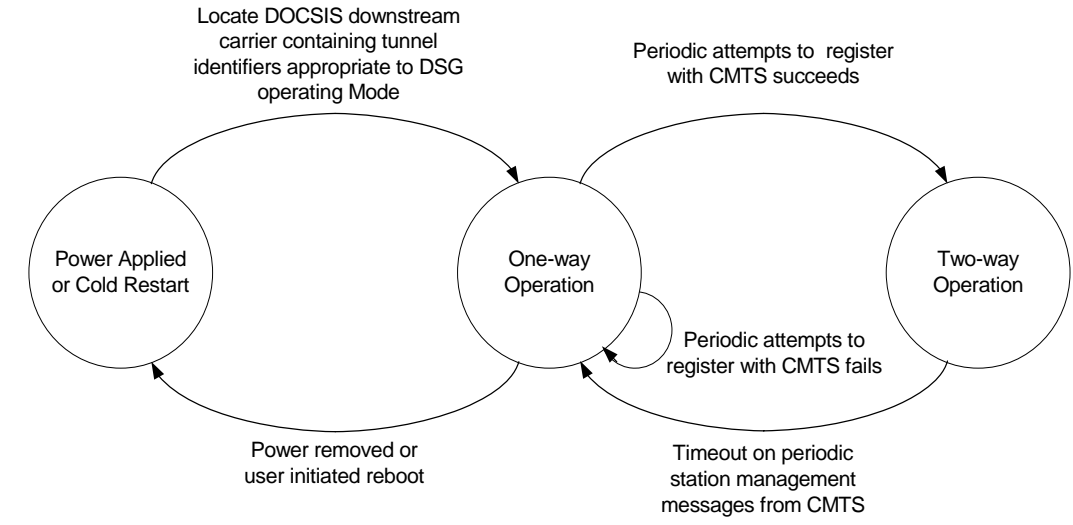 Locate DOCSIS downstream
carrier containing tunnel
identifiers appropriate to DSG
operating Mode
Periodic attempts to register
with CMTS succeeds
Power Applied
or Cold Restart
One-way
Operation
Two-way
Operation
Periodic attempts to
register with CMTS fails
Power removed or
user initiated reboot
Timeout on periodic
station management
messages from CMTS